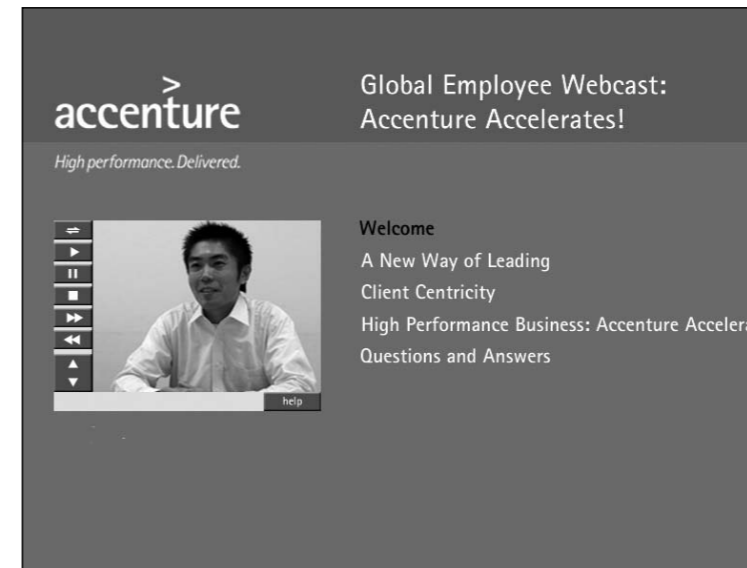 >
accenture
High performance. Delivered.
Global Employee Webcast:
Accenture Accelerates!
Welcome
A New Way of Leading
Client Centricity
High Performance Business: Accenture Accelera
Questions and Answers
help